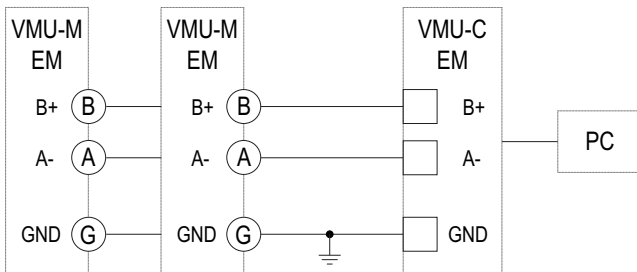 VMU-M VMU-M VMU-C
EM EM EM
B+ B B+ B B+
A- A A- A A-
PC
GND G GND G GND